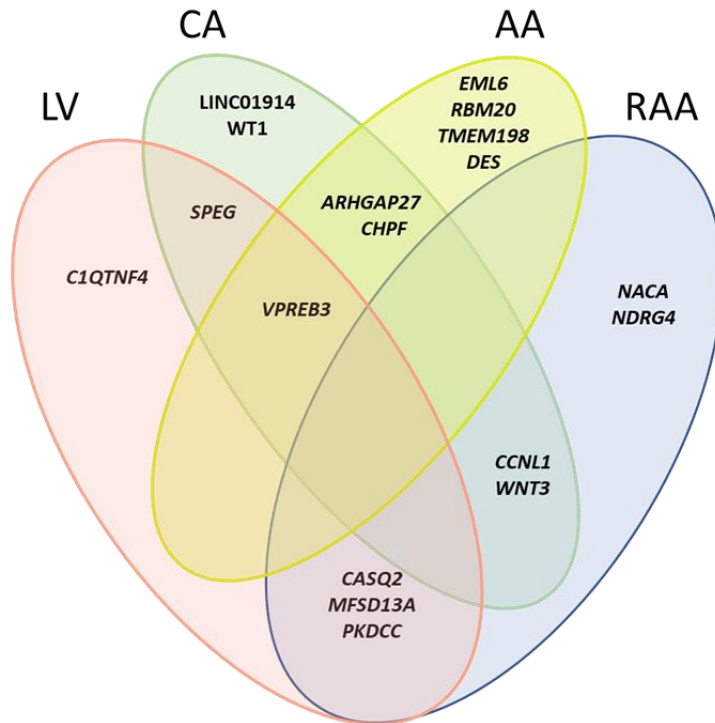 CA
AA
LV
RAA
LINC01914
WT1
EML6
RBM20
TMEM198
DES
SPEG
ARHGAP27
CHPF
C1QTNF4
VPREB3
NACA
NDRG4
CCNL1
WNT3
CASQ2
MFSD13A
PKDCC